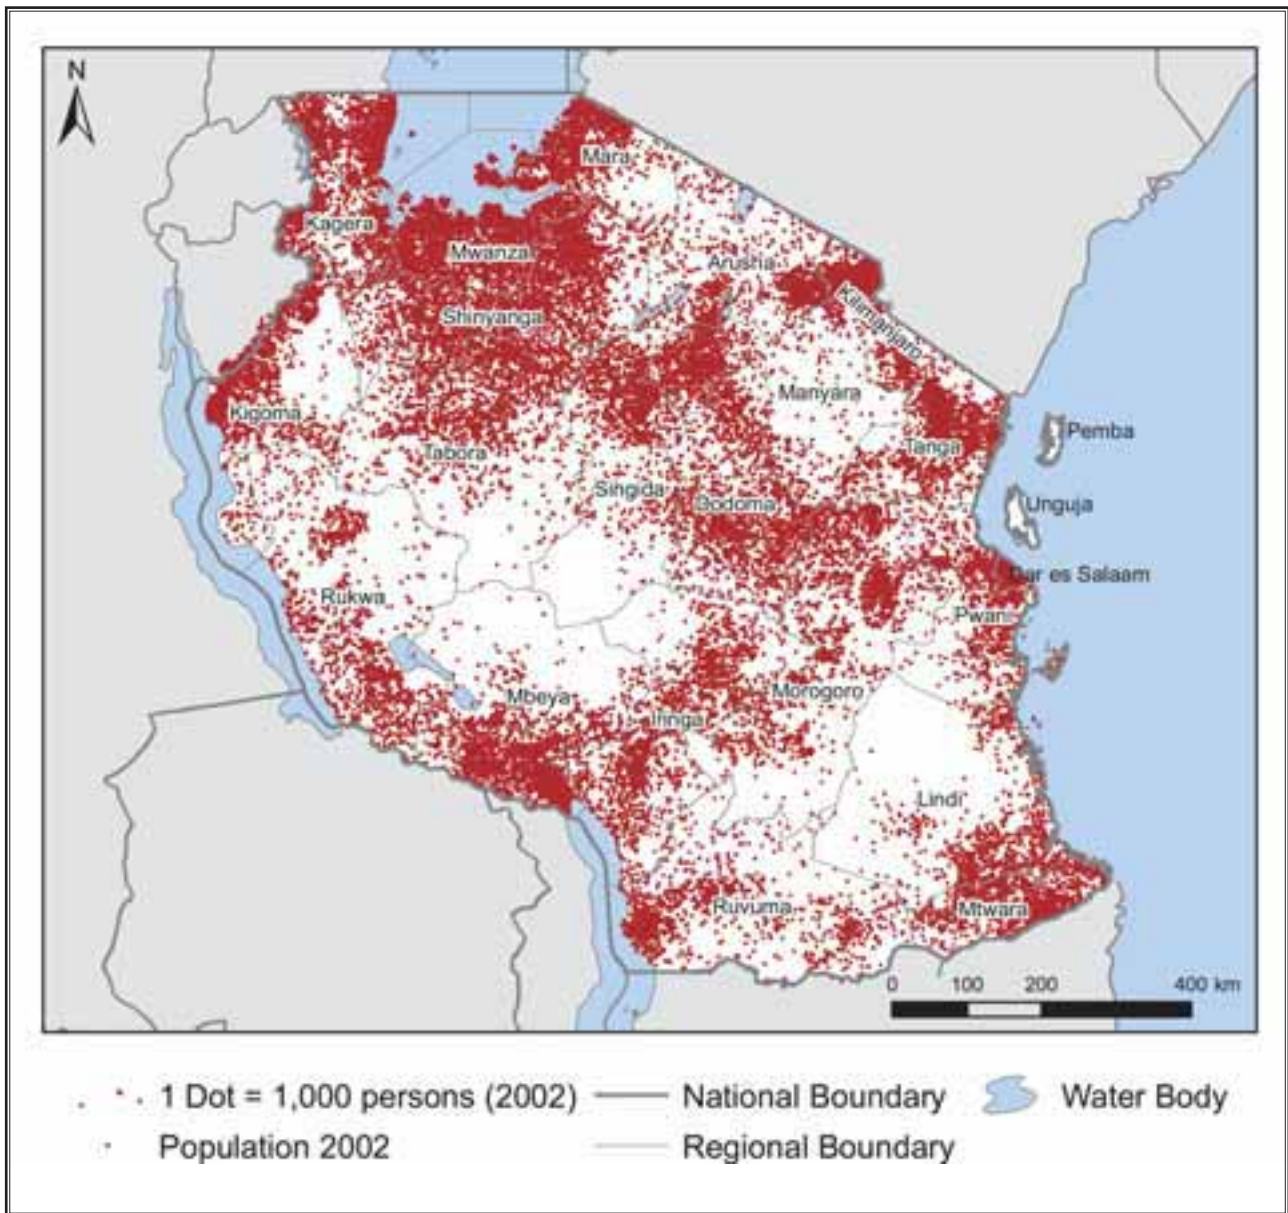 N
Mara
Kagera
Mwanza
Arusha
Shinyanga
Kilimanjaro
Manyara
Kigoma
Pemba
Tanga
Tabora
Singida
Dodoma
Unguja
Dar es Salaam
Rukwa
Pwani
Mbeya
Morogoro
Iringa
Lindi
Ruvuma
Mtwara
0 100 200 400 km
1 Dot = 1,000 persons (2002) National Boundary Water Body
Population 2002 Regional Boundary